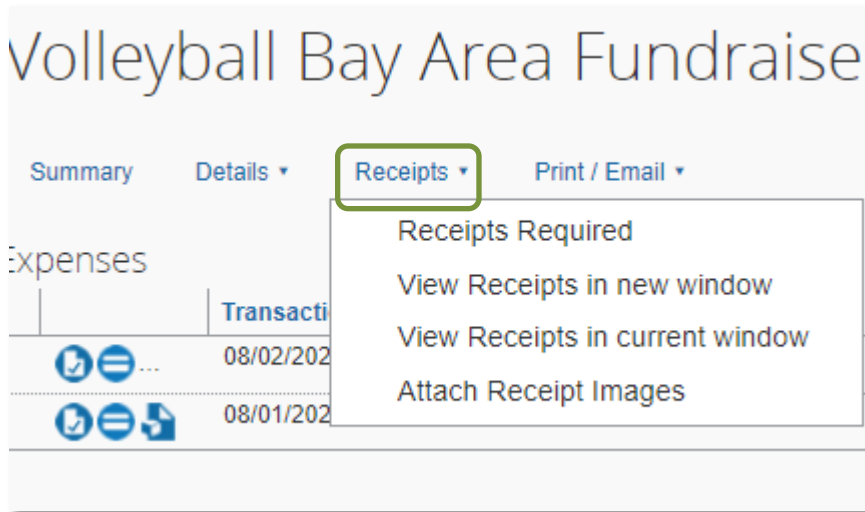 Volleyball Bay Area Fundraise
Summary Details Receipts Print / Email
Receipts Required
View Receipts in new window
View Receipts in current window
Attach Receipt Images
Expenses
Transacti
... 08/02/202
08/01/202